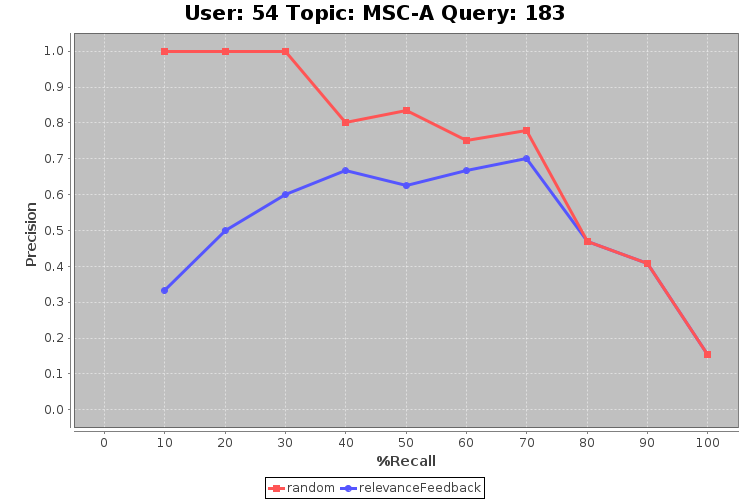 User: 54 Topic: MSC-A Query: 183
Precision
1.0
0.9
0.8
0.7
0.6
0.5
0.4
0.3
0.2
0.1
0.0
0 10 20 30 40 50 60 70 80 90 100
%Recall
random relevanceFeedback